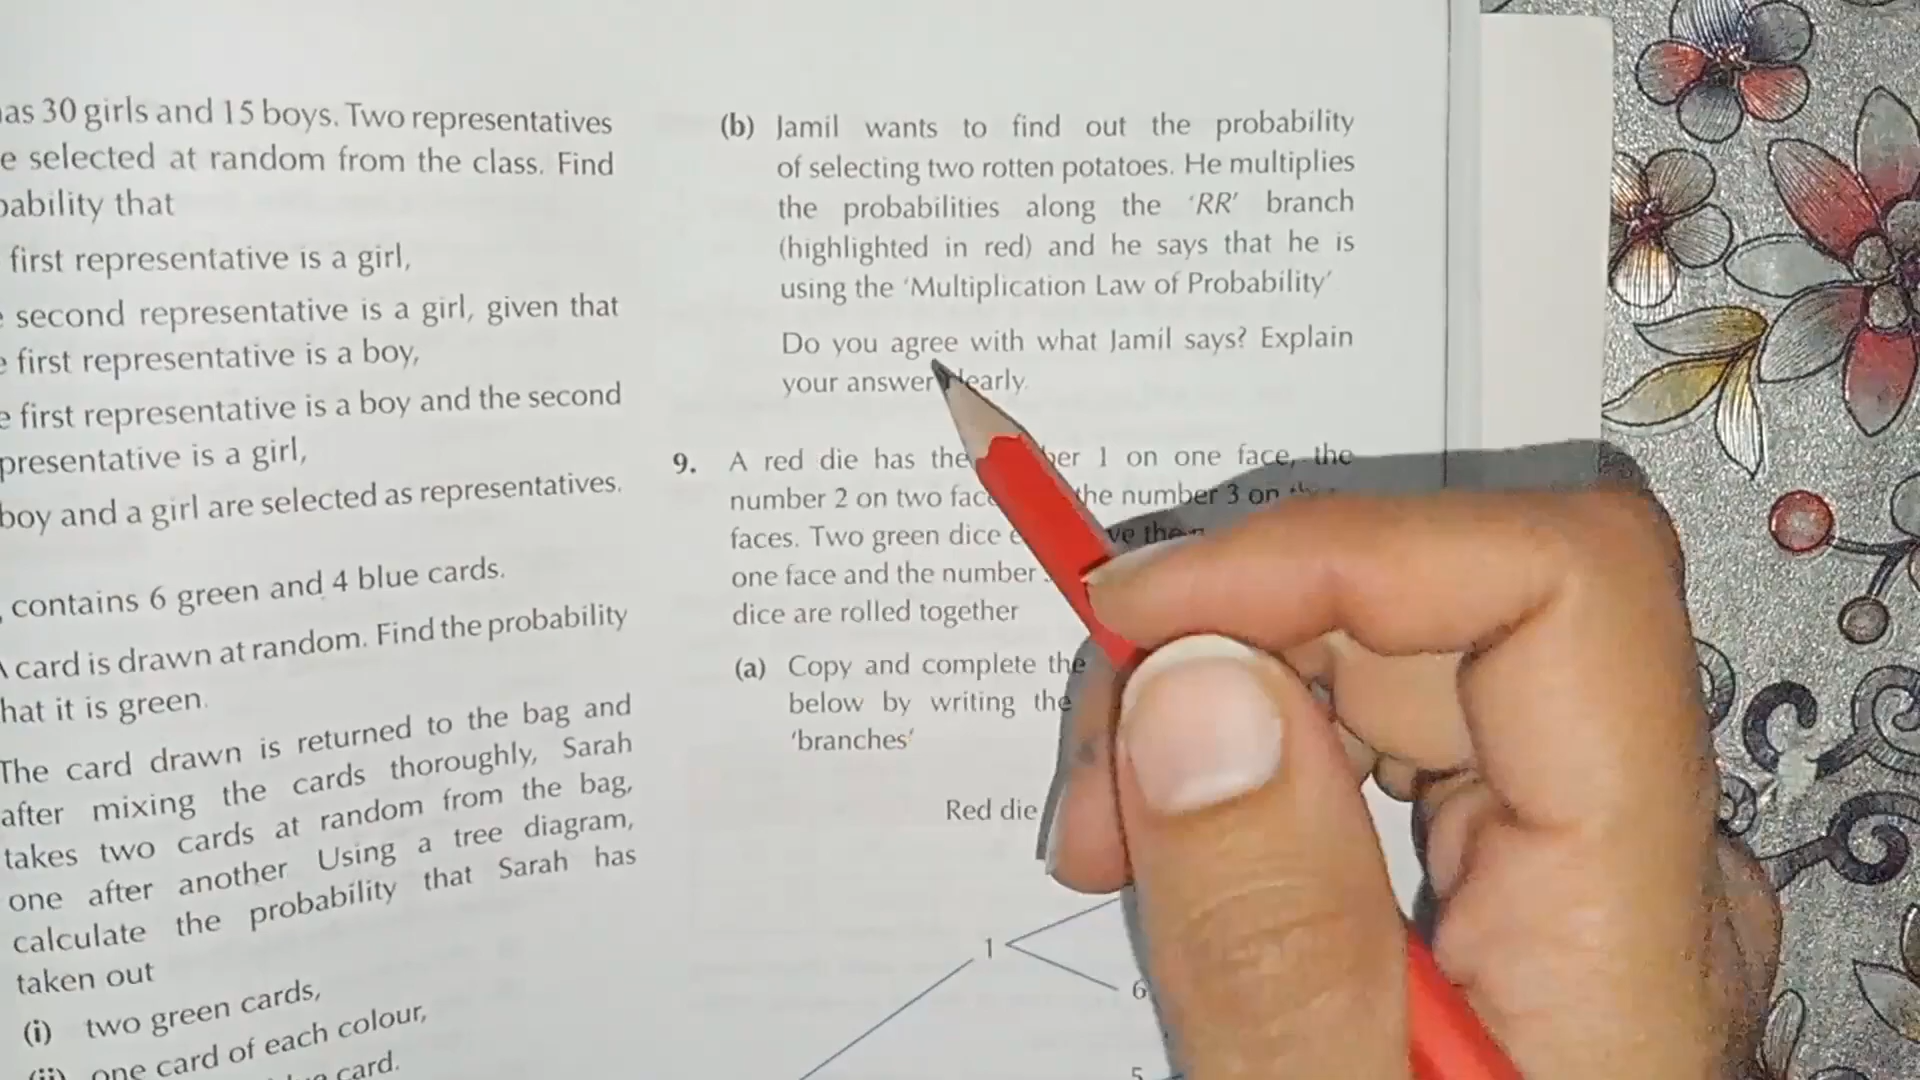 as 30 girls and 15 boys. Two representatives
e selected at random from the class. Find
bability that
first representative is a girl,
e second representative is a girl, given that
e first representative is a boy,
e first representative is a boy and the second
presentative is a girl,
boy and a girl are selected as representatives.
contains 6 green and 4 blue cards.
A card is drawn at random. Find the probability
hat it is green.
The card drawn is returned to the bag and
after mixing the cards thoroughly, Sarah
takes two cards at random from the bag,
one after another Using a tree diagram,
calculate the probability that Sarah has
taken out
(i) two green cards,
(ii) one card of each colour,
card.
(b) Jamil wants to find out the probability
of selecting two rotten potatoes. He multiplies
the probabilities along the ‘RR’ branch
(highlighted in red) and he says that he is
using the ‘Multiplication Law of Probability’
Do you agree with what Jamil says? Explain
your answer learly.
9. A red die has the ber 1 on one face, the
number 2 on two fac the number 3 on
faces. Two green dice e ve the
one face and the number
dice are rolled together
(a) Copy and complete the
below by writing the
‘branches’
Red die
1
6
5